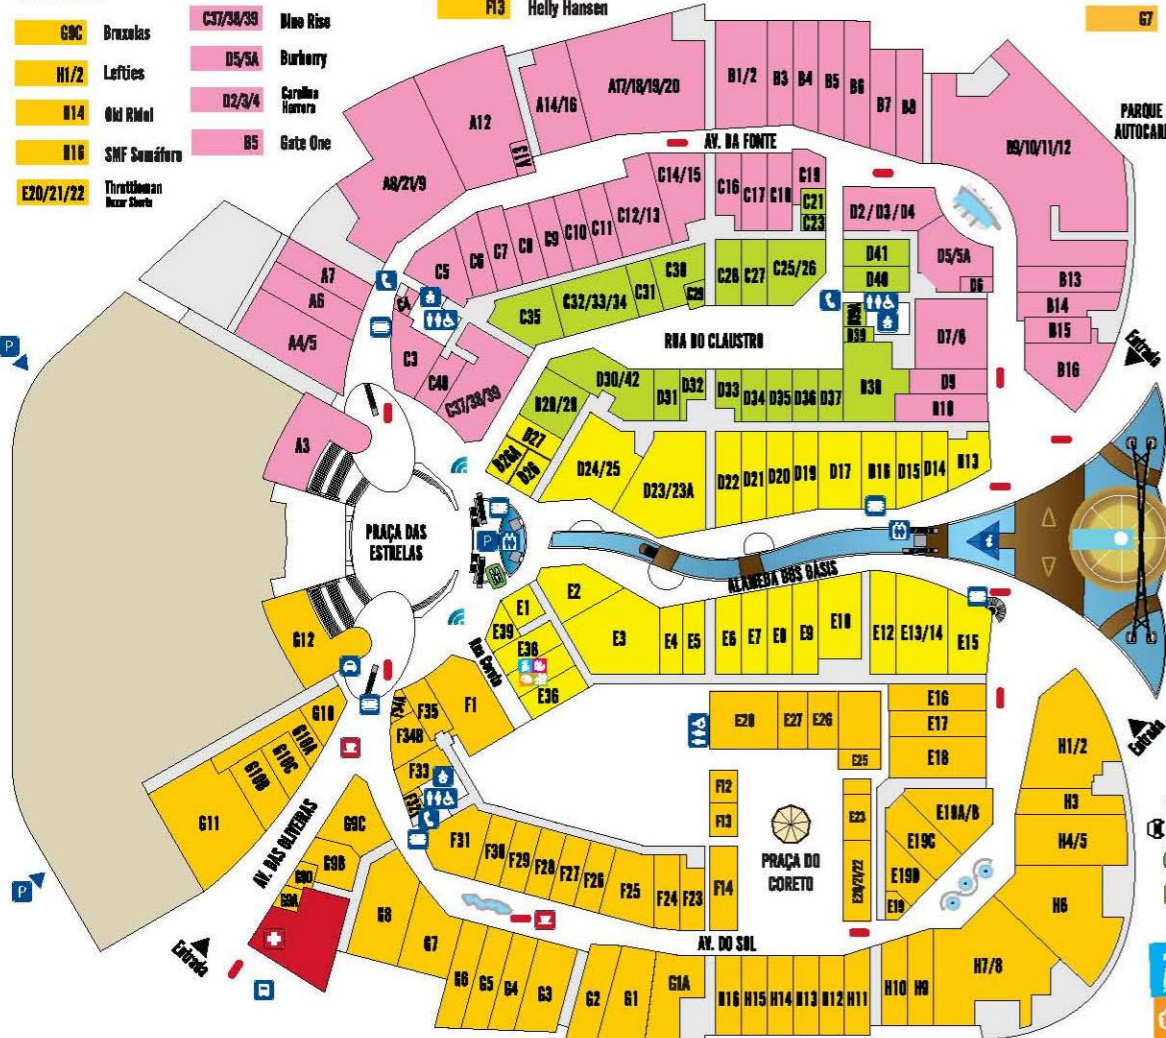 G9C Bruxelas
H1/2 Lefties
H14 Old Ridel
H16 SMF Sumáfura
E20/21/22 Throttleman
Boxer Shorts
C37/38/39 Blue Rise
D5/5A Burberry
D2/3/4 Carolina
Herrera
B5 Gate One
F13 Helly Hansen
G7
A12
A14/16
A17/18/19/20
B1/2
B3
B4
B5
B6
B7
B8
B9/10/11/12
PARQUE
AV. DA FONTE
A8/21/9
C14/15
C12/13
C11
C10
C9
C8
C7
C6
C5
C16
C17
C18
C19
C21
C23
D2/D3/D4
D5/5A
D6
A7
A6
A4/5
A3
C3
C40
C37/38/39
C35
C32/33/34
C31
C30
C29
C28
C27
C25/26
D41
D40
D39
D38
D7/8
D9
D10
B13
B14
B15
B16
Entrada
RUA DO CLAUSTRO
D30/42
D31
D32
D33
D34
D35
D36
D37
D27
D26A
D26
D24/25
D23/23A
D22
D21
D20
D19
D17
D16
D15
D14
D13
P
PRAÇA DAS
ESTRELAS
P
i
ALAMEDA DOS OÁSIS
E1
E2
E3
E4
E5
E6
E7
E8
E9
E10
E12
E13/14
E15
E39
E38
E36
Rua Coreto
G12
G10
G10A
G10C
G10B
G11
F34A
F35
F1
F34B
F33
F32
E28
E27
E26
E25
E16
E17
E18
H1/2
Entrada
H3
H4/5
H6
F12
F13
F14
E23
E20/21/22
E18A/B
E19C
E19D
E19
PRAÇA DO
CORETO
AV. DAS OLIVEIRAS
G9C
G9B
G9D
G9A
F31
F30
F29
F28
F27
F26
F25
F24
F23
AV. DO SOL
G8
G7
G6
G5
G4
G3
G2
G1
G1A
H16
H15
H14
H13
H12
H11
H10
H9
H7/8
Entrada
P